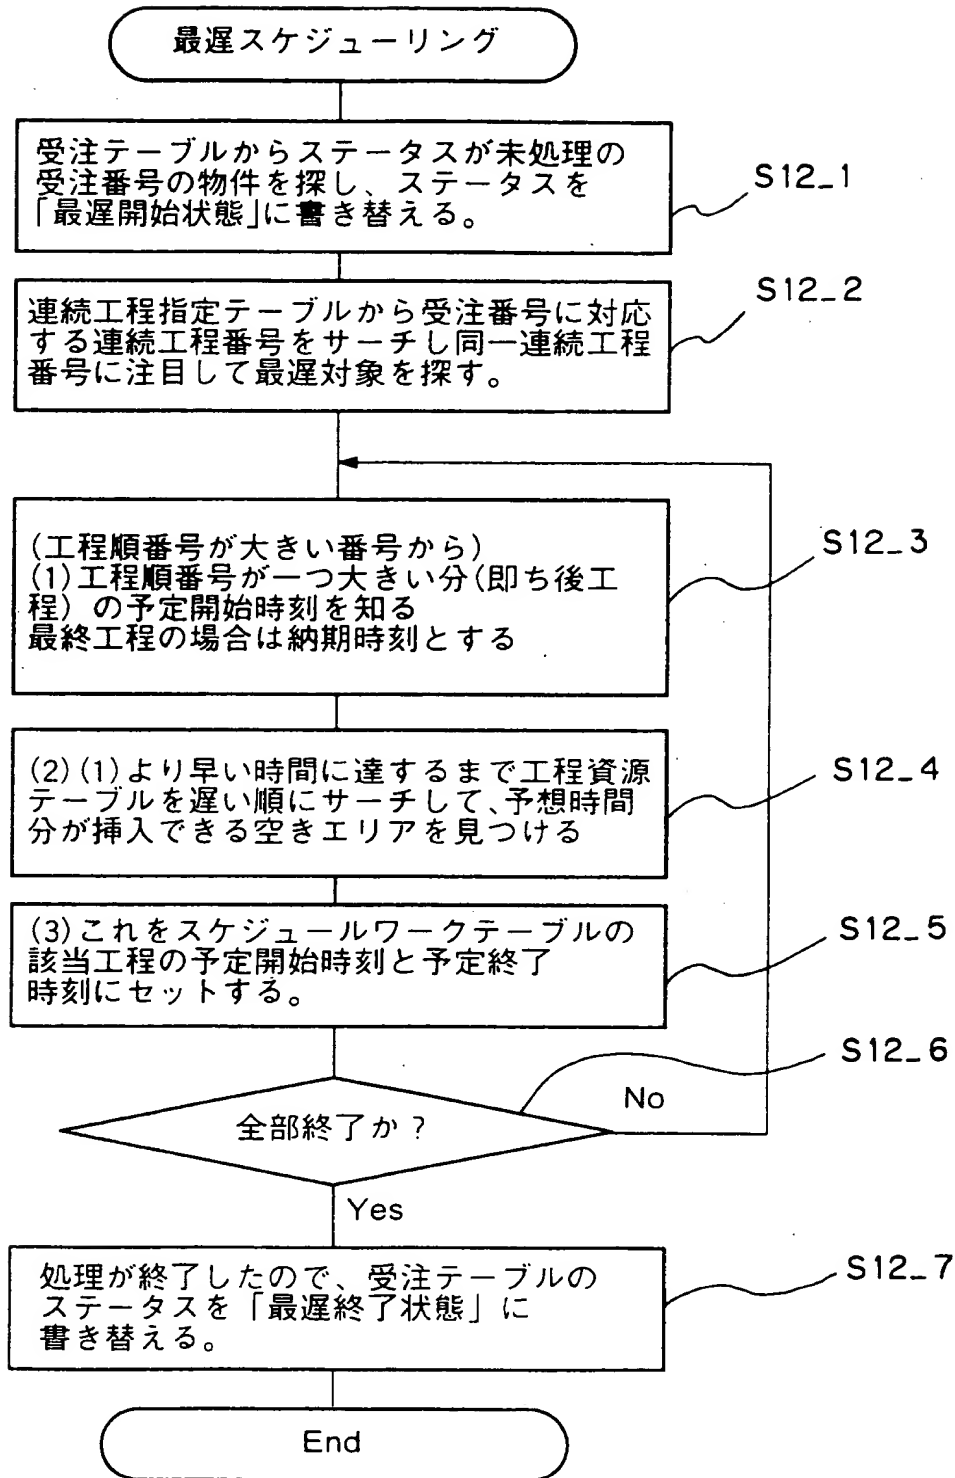 最遅スケジューリング
受注テーブルからステータスが未処理の
受注番号の物件を探し、ステータスを
「最遅開始状態」に書き替える。
S12_1
連続工程指定テーブルから受注番号に対応
する連続工程番号をサーチし同一連続工程
番号に注目して最遅対象を探す。
S12_2
(工程順番号が大きい番号から)
(1)工程順番号が一つ大きい分(即ち後工
程) の予定開始時刻を知る
最終工程の場合は納期時刻とする
S12_3
(2)(1)より早い時間に達するまで工程資源
テーブルを遅い順にサーチして、予想時間
分が挿入できる空きエリアを見つける
S12_4
(3)これをスケジュールワークテーブルの
該当工程の予定開始時刻と予定終了
時刻にセットする。
S12_5
全部終了か?
S12_6
No
Yes
処理が終了したので、受注テーブルの
ステータスを「最遅終了状態」に
書き替える。
S12_7
End